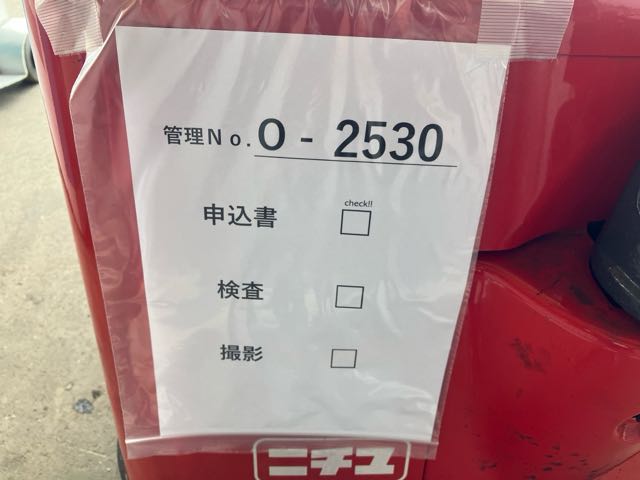 管理No. O - 2530
check!!
申込書 □
検査 □
撮影 □
ニチユ